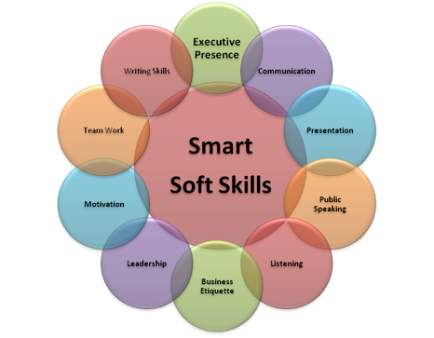 Executive
Presence
Communication
Presentation
Public
Speaking
Listening
Business
Etiquette
Leadership
Motivation
Team Work
Writing Skills
Smart
Soft Skills